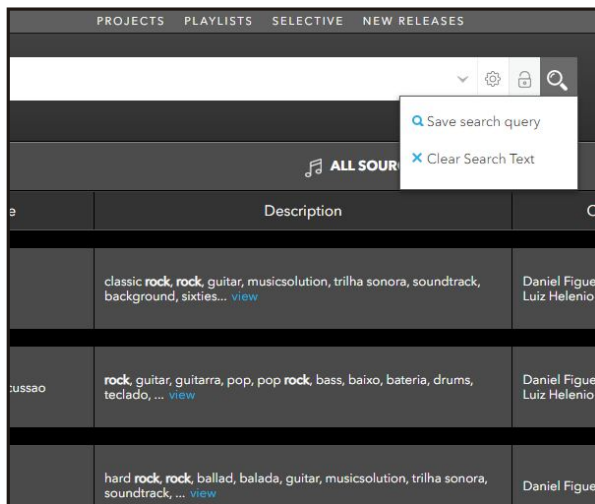 PROJECTS PLAYLISTS SELECTIVE NEW RELEASES
Save search query
Clear Search Text
ALL SOUR
Description
classic rock, rock, guitar, musicsolution, trilha sonora, soundtrack,
background, sixties... view
Daniel Figue
Luiz Helenio
cussao
rock, guitar, guitarra, pop, pop rock, bass, baixo, bateria, drums,
teclado, ... view
Daniel Figue
Luiz Helenio
hard rock, rock, ballad, balada, guitar, musicsolution, trilha sonora,
soundtrack, ... view
Daniel Figue